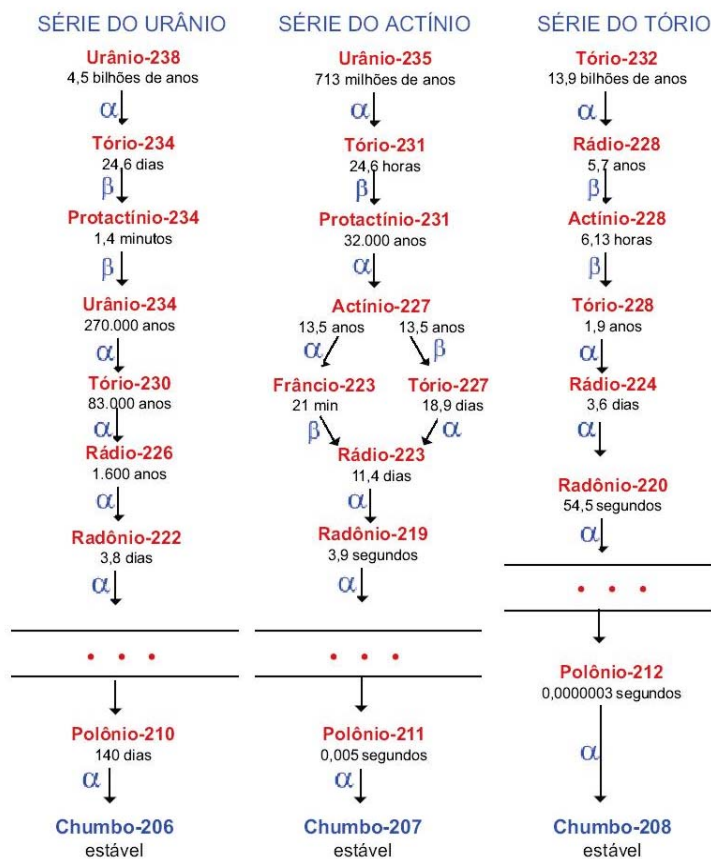 SÉRIE DO URÂNIO
Urânio-238
4,5 bilhões de anos
α
Tório-234
24,6 dias
β
Protactínio-234
1,4 minutos
β
Urânio-234
270.000 anos
α
Tório-230
83.000 anos
α
Rádio-226
1.600 anos
α
Radônio-222
3,8 dias
α
• • •
Polônio-210
140 dias
α
Chumbo-206
estável
SÉRIE DO ACTÍNIO
Urânio-235
713 milhões de anos
α
Tório-231
24,6 horas
β
Protactínio-231
32.000 anos
α
Actínio-227
13,5 anos 13,5 anos
α β
Frâncio-223 Tório-227
21 min 18,9 dias
β α
Rádio-223
11,4 dias
α
Radônio-219
3,9 segundos
α
• • •
Polônio-211
0,005 segundos
α
Chumbo-207
estável
SÉRIE DO TÓRIO
Tório-232
13,9 bilhões de anos
α
Rádio-228
5,7 anos
β
Actínio-228
6,13 horas
β
Tório-228
1,9 anos
α
Rádio-224
3,6 dias
α
Radônio-220
54,5 segundos
α
• • •
Polônio-212
0,0000003 segundos
α
Chumbo-208
estável